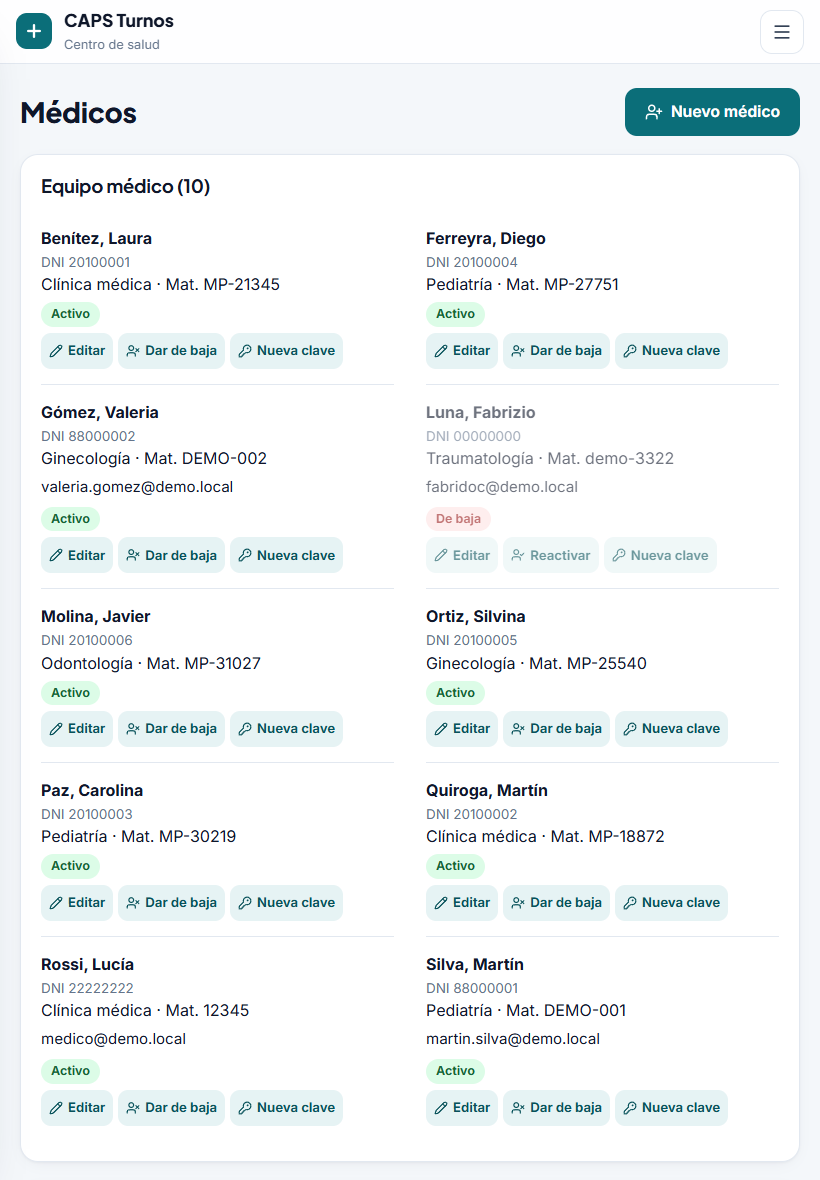 CAPS Turnos
Centro de salud
Médicos
Nuevo médico
Equipo médico (10)
Benítez, Laura
DNI 20100001
Clínica médica · Mat. MP-21345
Activo
Editar Dar de baja Nueva clave
Ferreyra, Diego
DNI 20100004
Pediatría · Mat. MP-27751
Activo
Editar Dar de baja Nueva clave
Gómez, Valeria
DNI 88000002
Ginecología · Mat. DEMO-002
valeria.gomez@demo.local
Activo
Editar Dar de baja Nueva clave
Luna, Fabrizio
DNI 00000000
Traumatología · Mat. demo-3322
fabridoc@demo.local
De baja
Editar Reactivar Nueva clave
Molina, Javier
DNI 20100006
Odontología · Mat. MP-31027
Activo
Editar Dar de baja Nueva clave
Ortiz, Silvina
DNI 20100005
Ginecología · Mat. MP-25540
Activo
Editar Dar de baja Nueva clave
Paz, Carolina
DNI 20100003
Pediatría · Mat. MP-30219
Activo
Editar Dar de baja Nueva clave
Quiroga, Martín
DNI 20100002
Clínica médica · Mat. MP-18872
Activo
Editar Dar de baja Nueva clave
Rossi, Lucía
DNI 22222222
Clínica médica · Mat. 12345
medico@demo.local
Activo
Editar Dar de baja Nueva clave
Silva, Martín
DNI 88000001
Pediatría · Mat. DEMO-001
martin.silva@demo.local
Activo
Editar Dar de baja Nueva clave